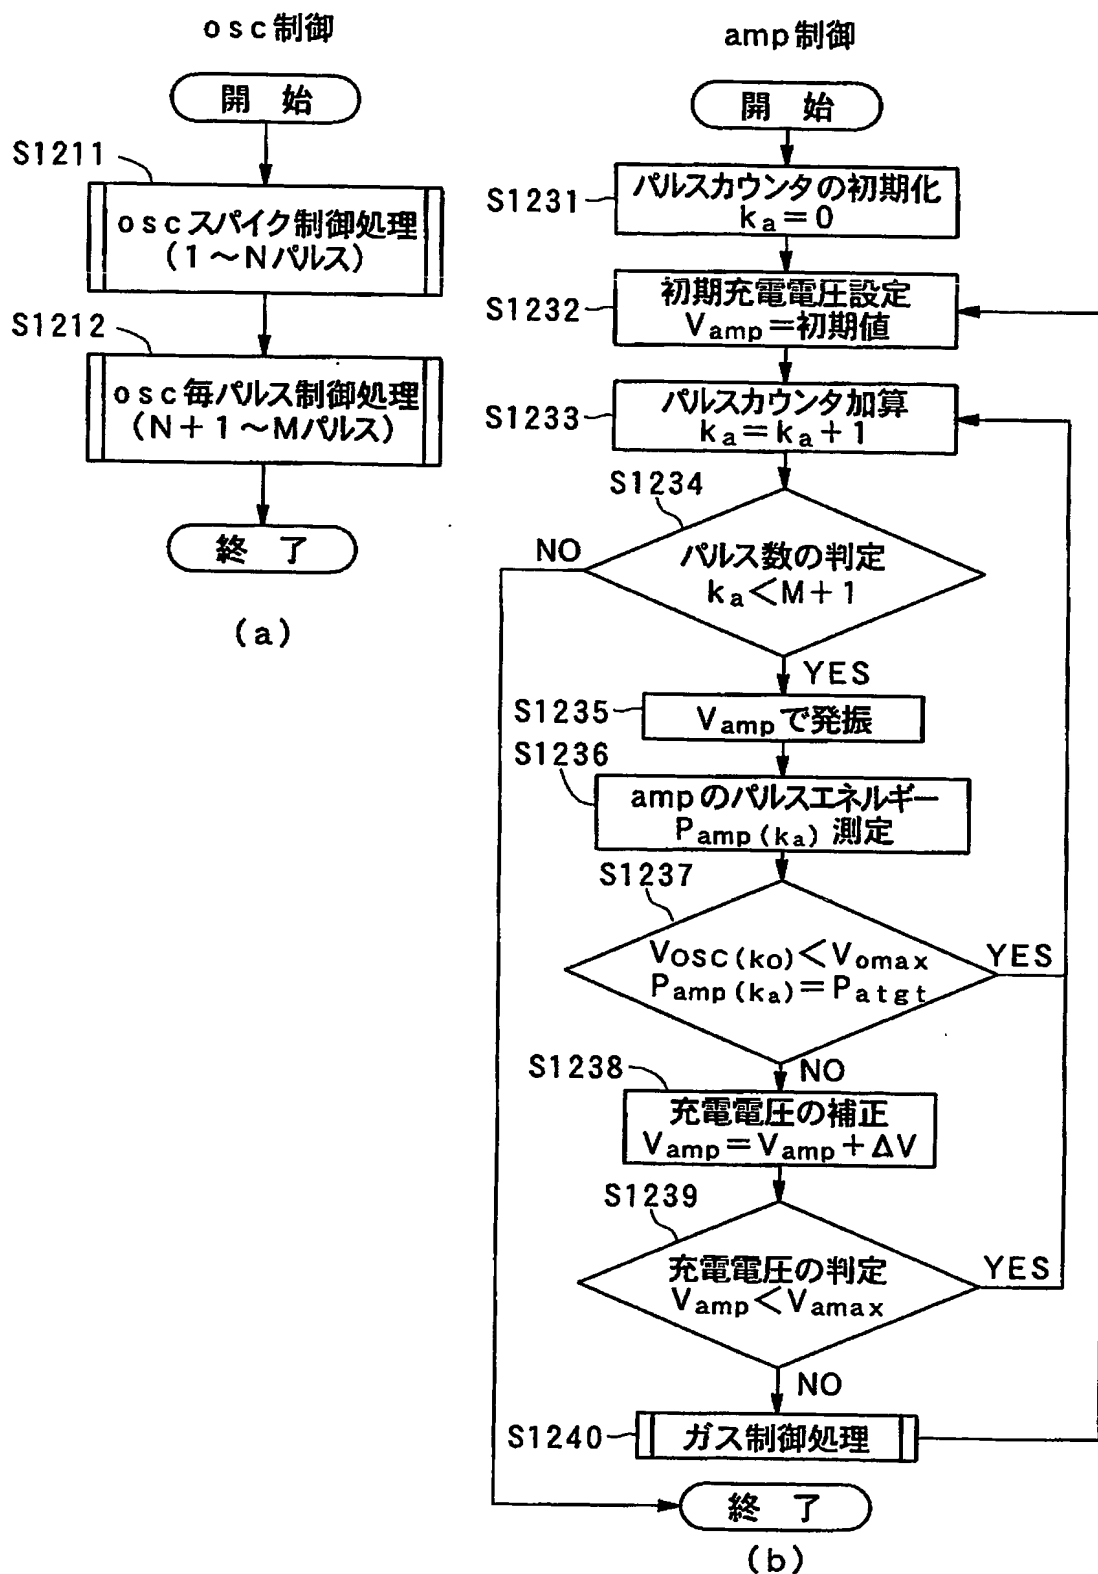 osc制御
開 始
S1211
oscスパイク制御処理
(1〜Nパルス)
S1212
osc毎パルス制御処理
(N+1〜Mパルス)
終 了
(a)
amp制御
開 始
S1231
パルスカウンタの初期化
ka=0
S1232
初期充電電圧設定
Vamp=初期値
S1233
パルスカウンタ加算
ka=ka+1
S1234
NO
パルス数の判定
ka<M+1
YES
S1235
Vampで発振
S1236
ampのパルスエネルギー
Pamp(ka) 測定
S1237
VOSC(ko)<Vomax
YES
Pamp(ka)=Patgt
NO
S1238
充電電圧の補正
Vamp=Vamp+ΔV
S1239
充電電圧の判定
YES
Vamp<Vamax
NO
S1240
ガス制御処理
終 了
(b)